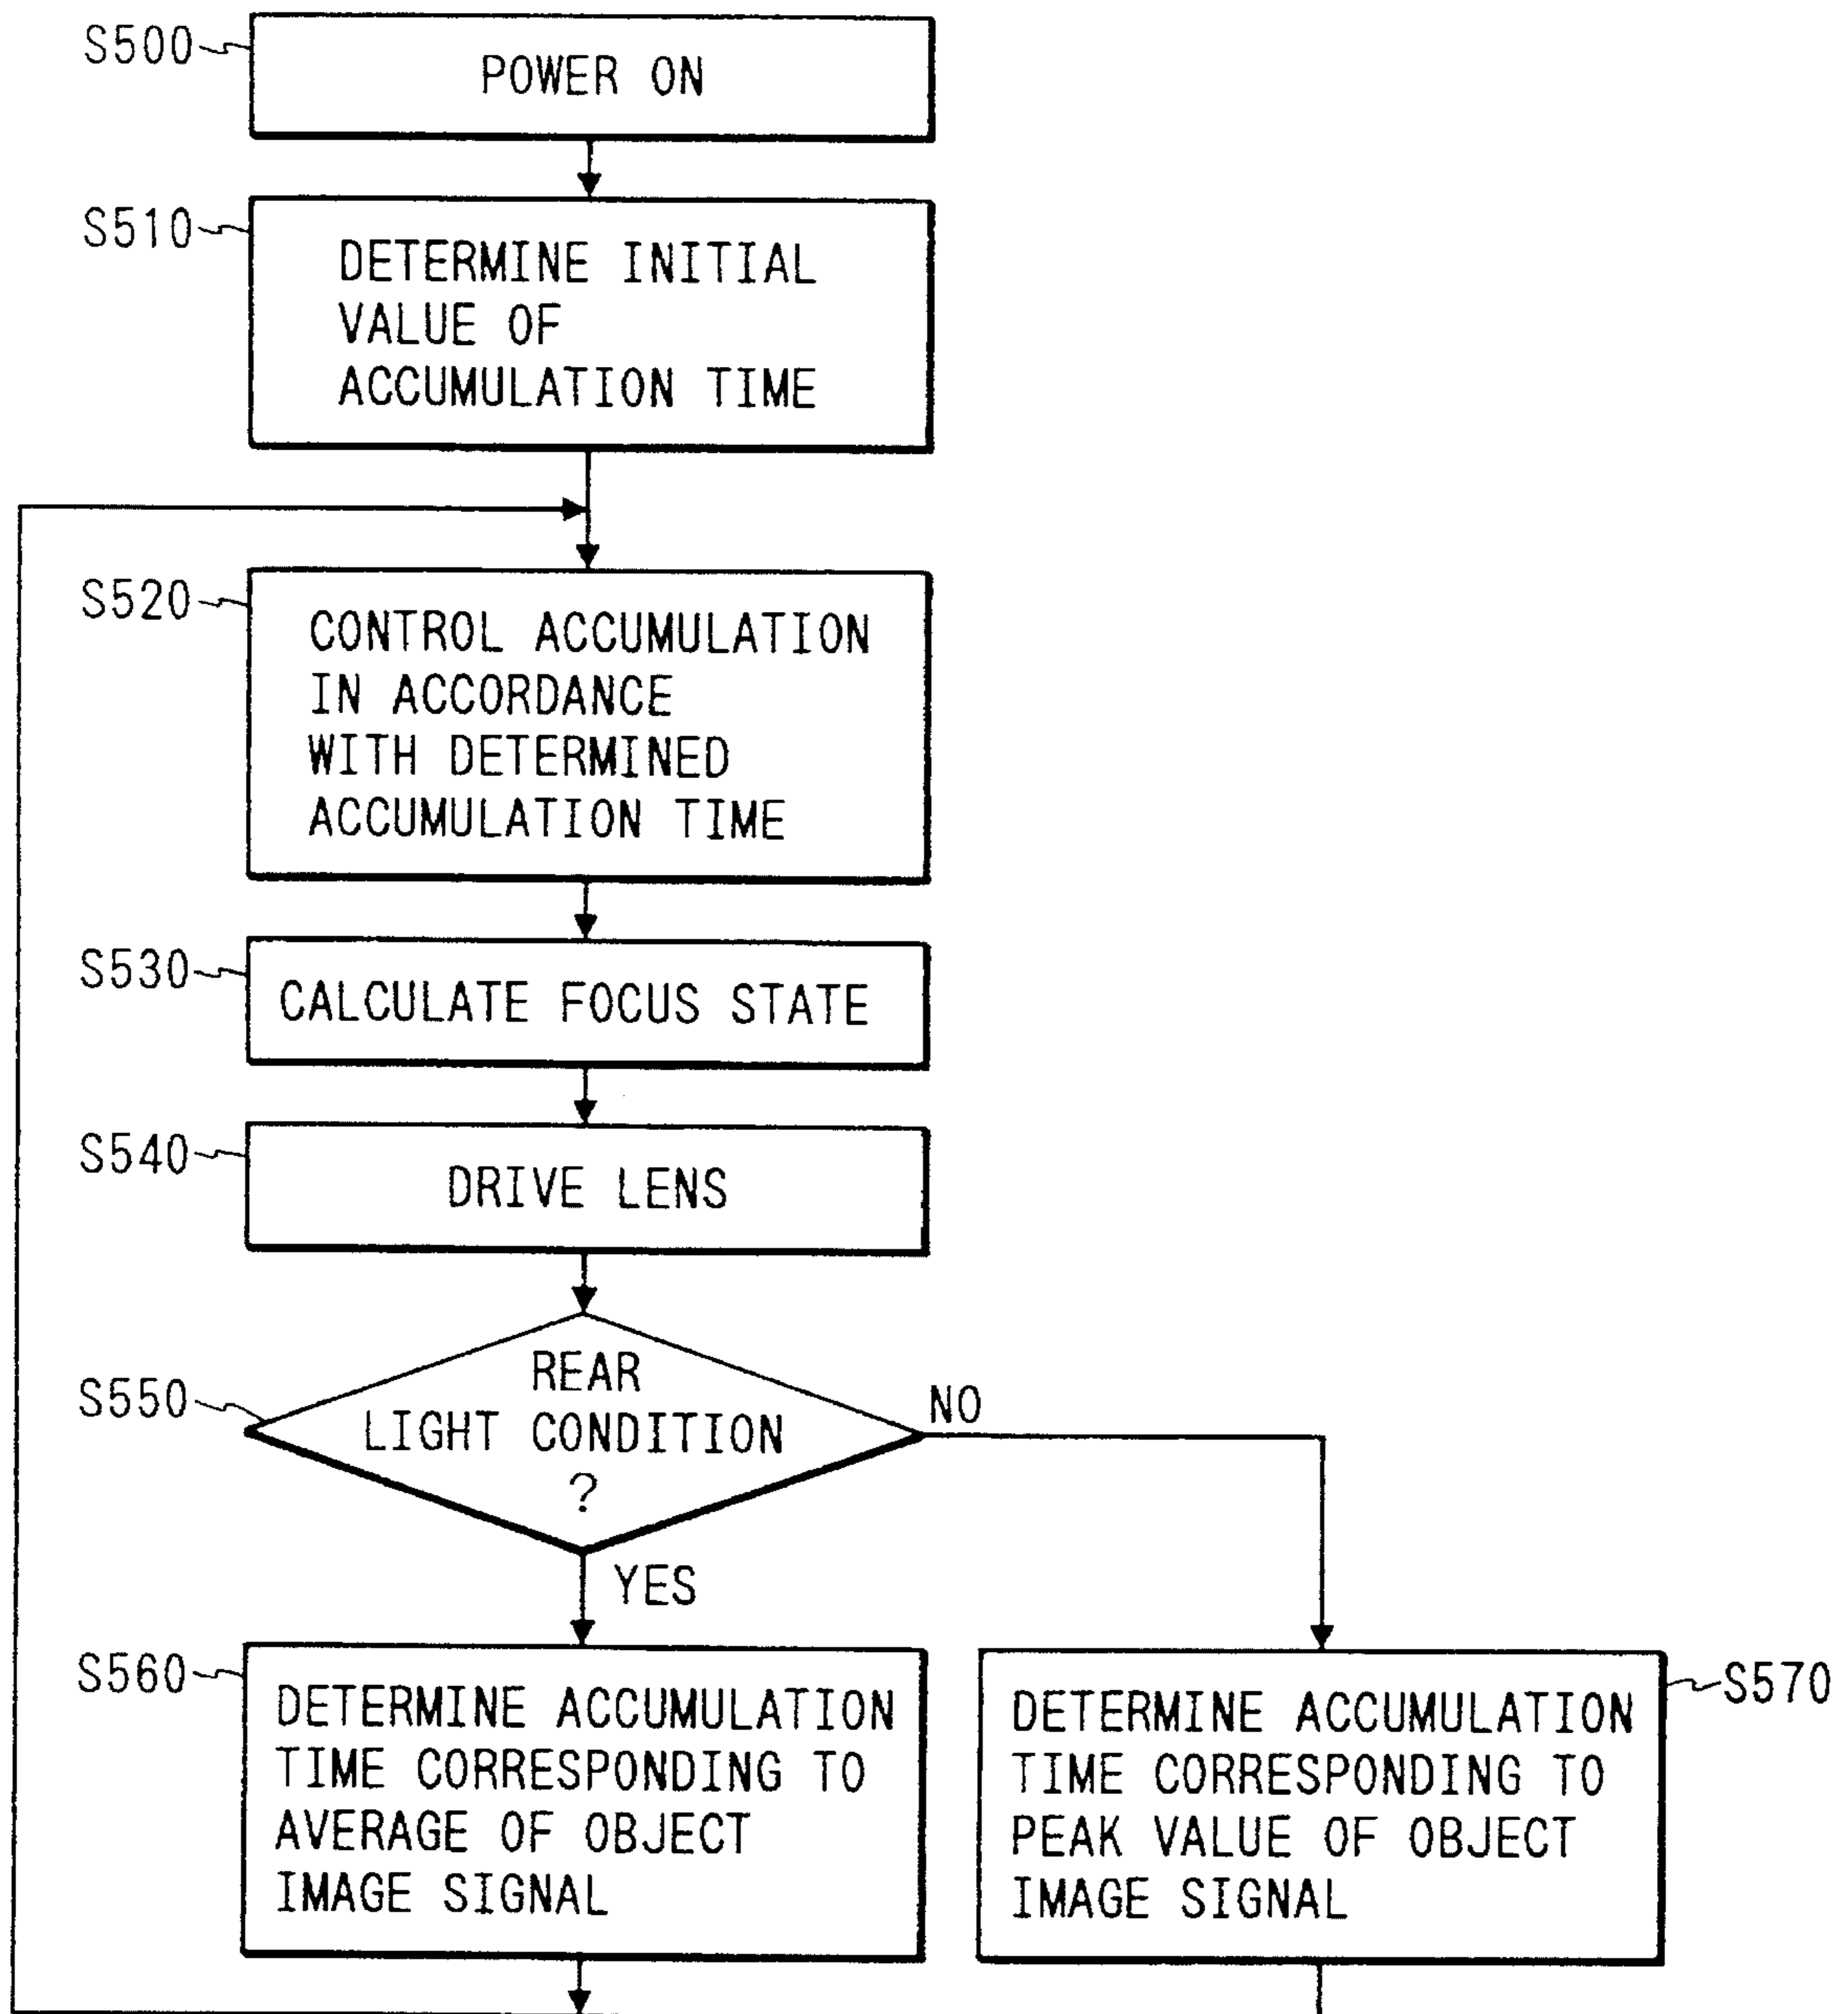 S500
POWER ON
S510
DETERMINE INITIAL
VALUE OF
ACCUMULATION TIME
S520
CONTROL ACCUMULATION
IN ACCORDANCE
WITH DETERMINED
ACCUMULATION TIME
S530
CALCULATE FOCUS STATE
S540
DRIVE LENS
S550
REAR
LIGHT CONDITION
?
NO
YES
S560
DETERMINE ACCUMULATION
TIME CORRESPONDING TO
AVERAGE OF OBJECT
IMAGE SIGNAL
S570
DETERMINE ACCUMULATION
TIME CORRESPONDING TO
PEAK VALUE OF OBJECT
IMAGE SIGNAL